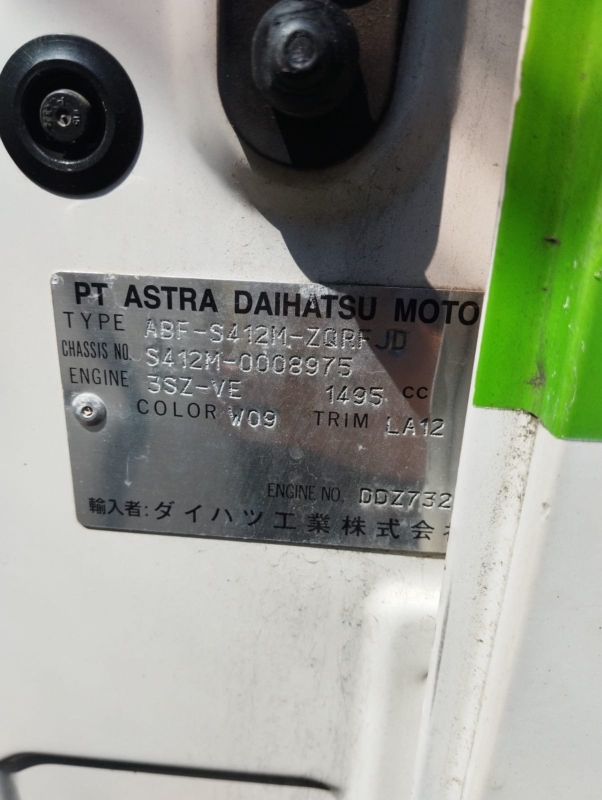 PT ASTRA DAIHATSU MOTO
TYPE ABF-S412M-ZQRFJD
CHASSIS NO. S412M-0008975
ENGINE 3SZ-VE 1495 CC
COLOR W09 TRIM LA12
ENGINE NO. DDZ732
輸入者:ダイハツ工業株式会